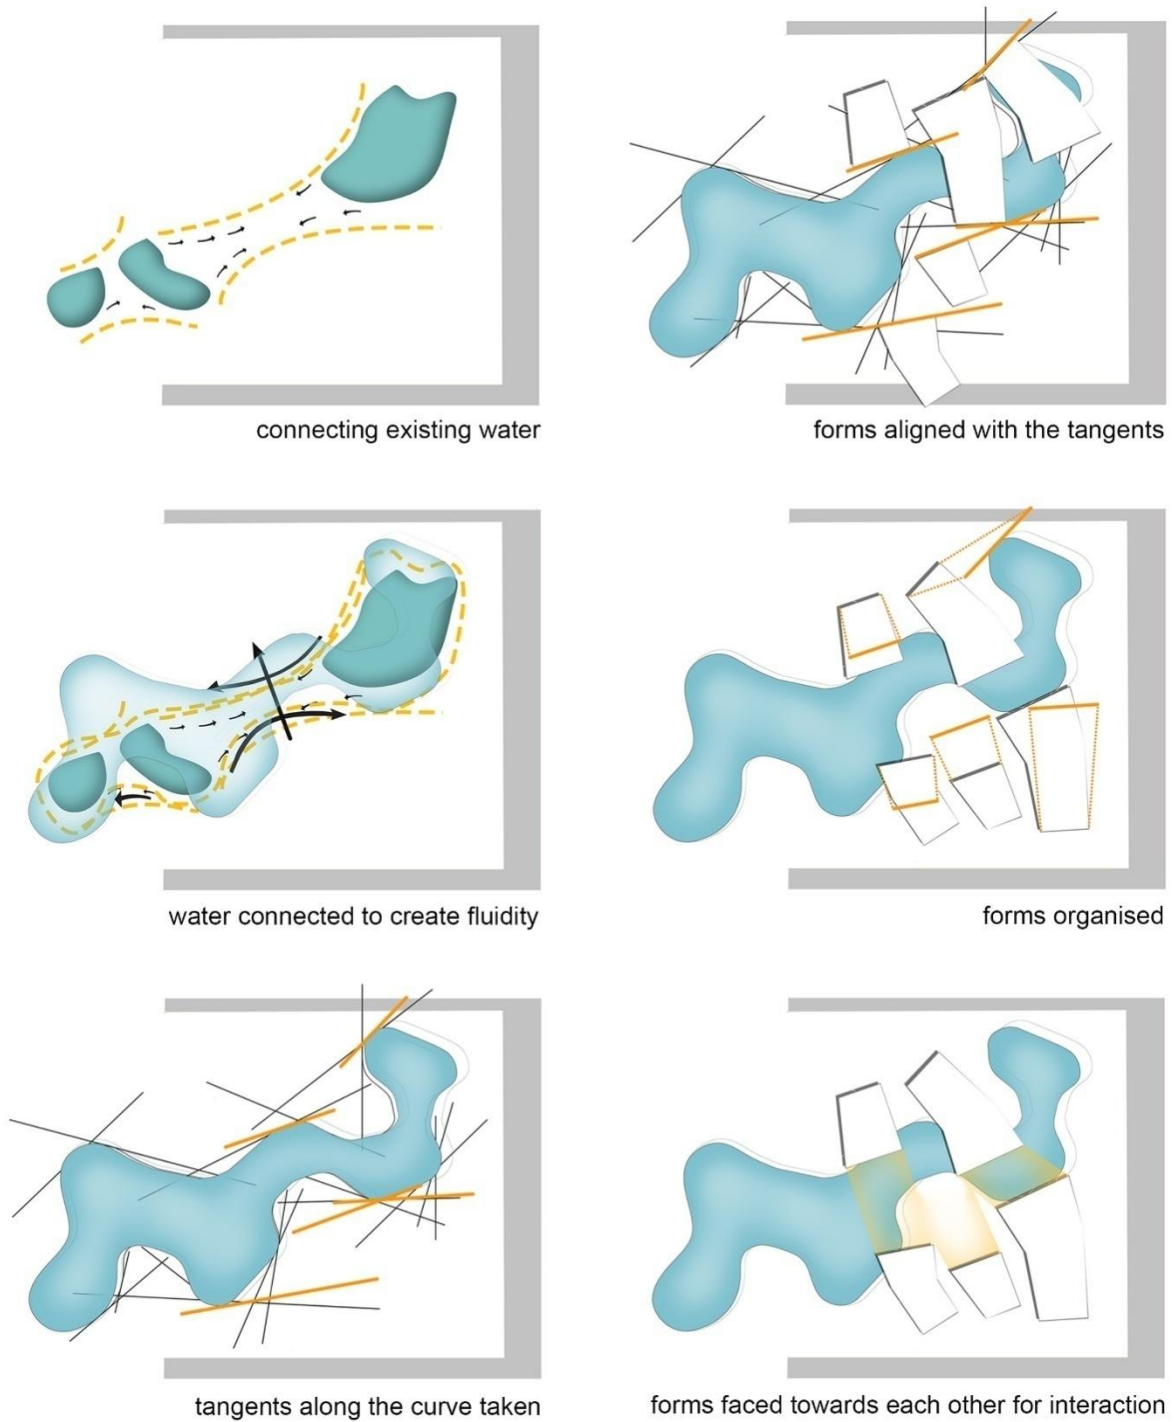 connecting existing water
forms aligned with the tangents
water connected to create fluidity
forms organised
tangents along the curve taken
forms faced towards each other for interaction